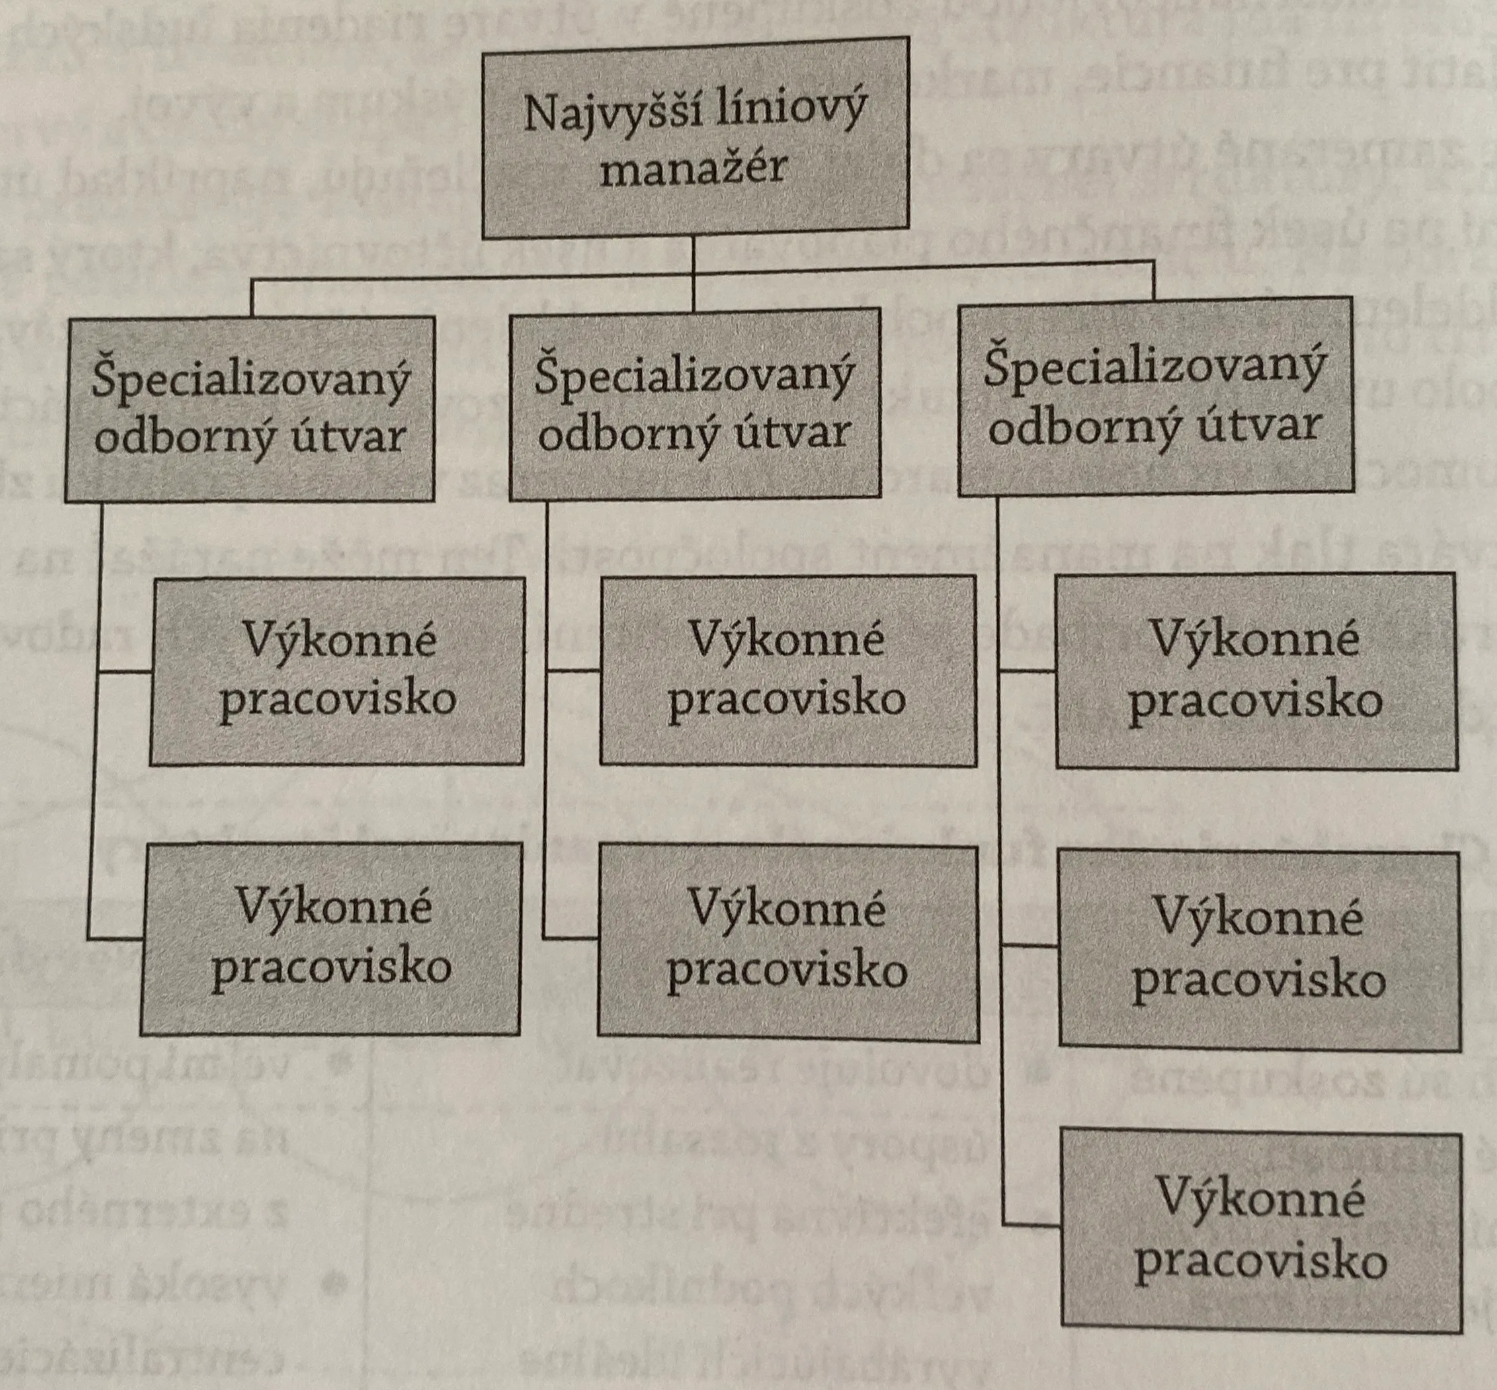 Najvyšší líniový
manažér
Špecializovaný
odborný útvar
Špecializovaný
odborný útvar
Špecializovaný
odborný útvar
Výkonné
pracovisko
Výkonné
pracovisko
Výkonné
pracovisko
Výkonné
pracovisko
Výkonné
pracovisko
Výkonné
pracovisko
Výkonné
pracovisko